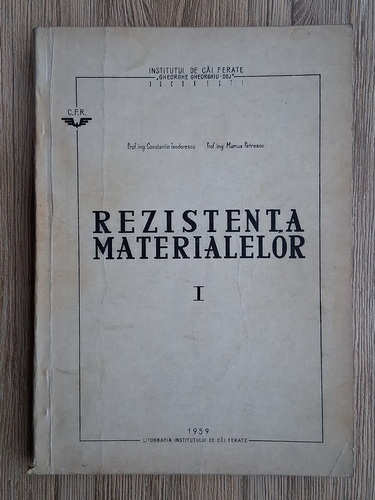 INSTITUTUL DE CĂI FERATE
„GHEORGHE GHEORGHIU-DEJ”
BUCUREȘTI
C.F.R.
Prof. ing. Constantin Teodorescu Prof. ing. Marius Petrescu
REZISTENȚA
MATERIALELOR
I
1959
LITOGRAFIA INSTITUTULUI DE CĂI FERATE